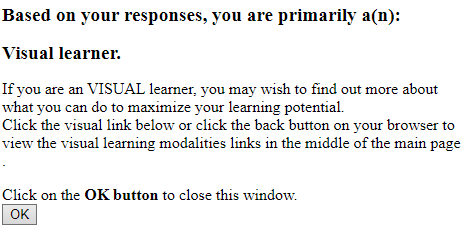 Based on your responses, you are primarily a(n):
Visual learner.
If you are an VISUAL learner, you may wish to find out more about
what you can do to maximize your learning potential.
Click the visual link below or click the back button on your browser to
view the visual learning modalities links in the middle of the main page
.
Click on the OK button to close this window.
OK